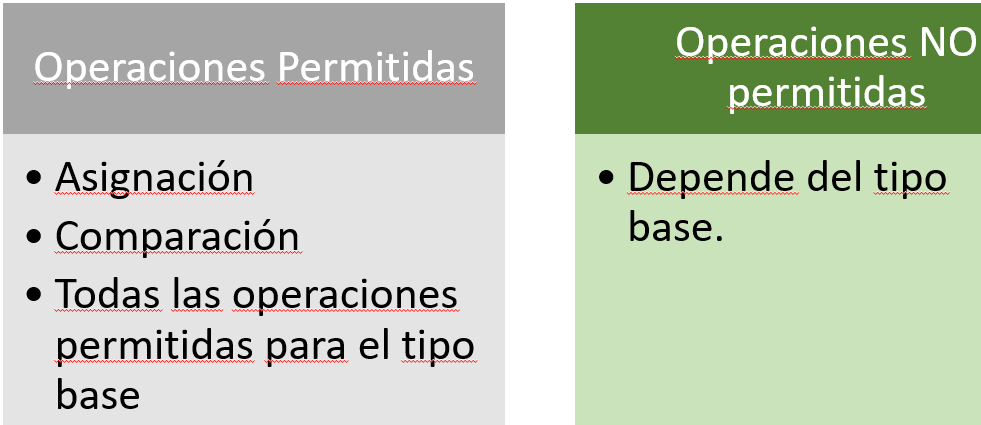 Operaciones Permitidas
• Asignación
• Comparación
• Todas las operaciones
permitidas para el tipo
base
Operaciones NO
permitidas
• Depende del tipo
base.